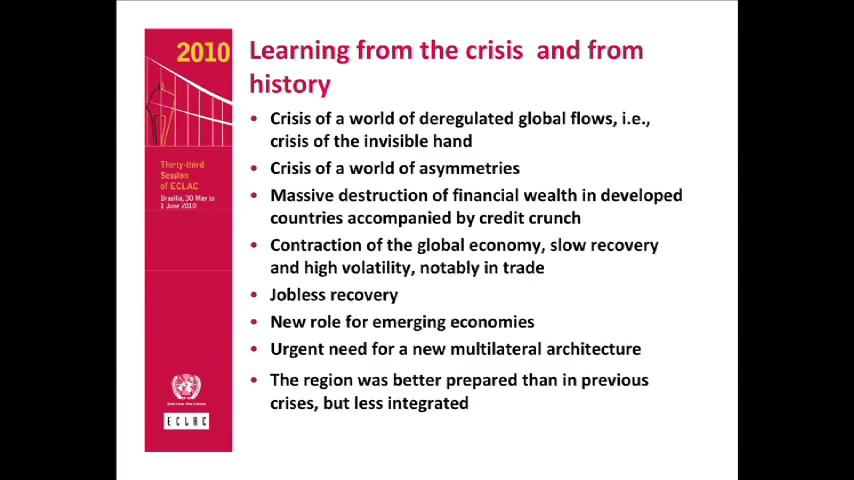 2010
Thirty-third
Session
of ECLAC
Brasilia, 30 May to
1 June 2010
ECLAC
Learning from the crisis and from
history
• Crisis of a world of deregulated global flows, i.e.,
crisis of the invisible hand
• Crisis of a world of asymmetries
• Massive destruction of financial wealth in developed
countries accompanied by credit crunch
• Contraction of the global economy, slow recovery
and high volatility, notably in trade
• Jobless recovery
• New role for emerging economies
• Urgent need for a new multilateral architecture
• The region was better prepared than in previous
crises, but less integrated